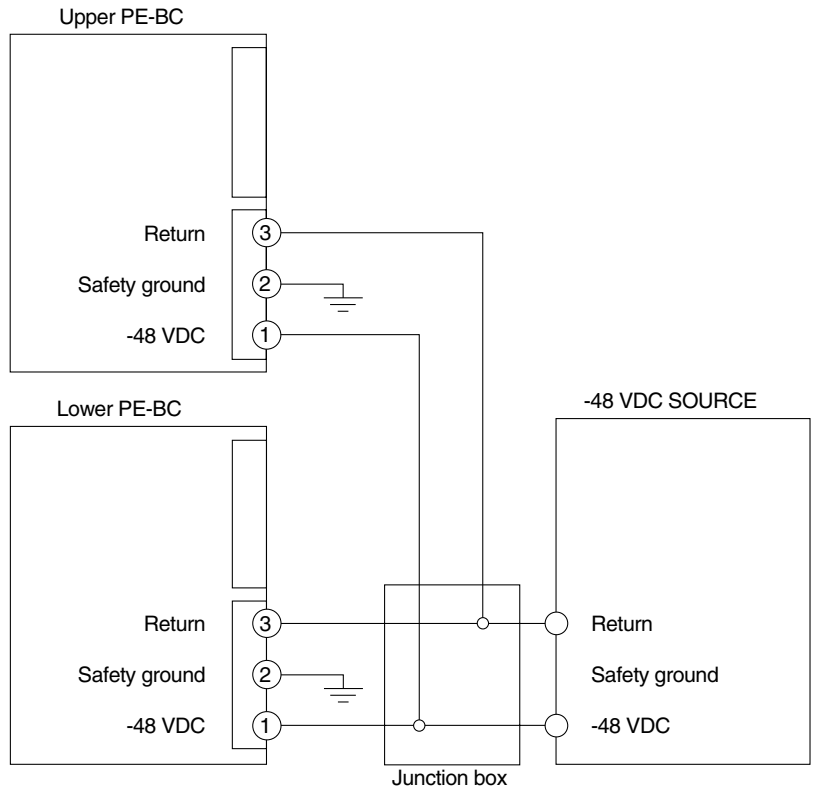 Upper PE-BC
Return 3
Safety ground 2
-48 VDC 1
Lower PE-BC
-48 VDC SOURCE
Return 3
Return
Safety ground 2
Safety ground
-48 VDC 1
-48 VDC
Junction box